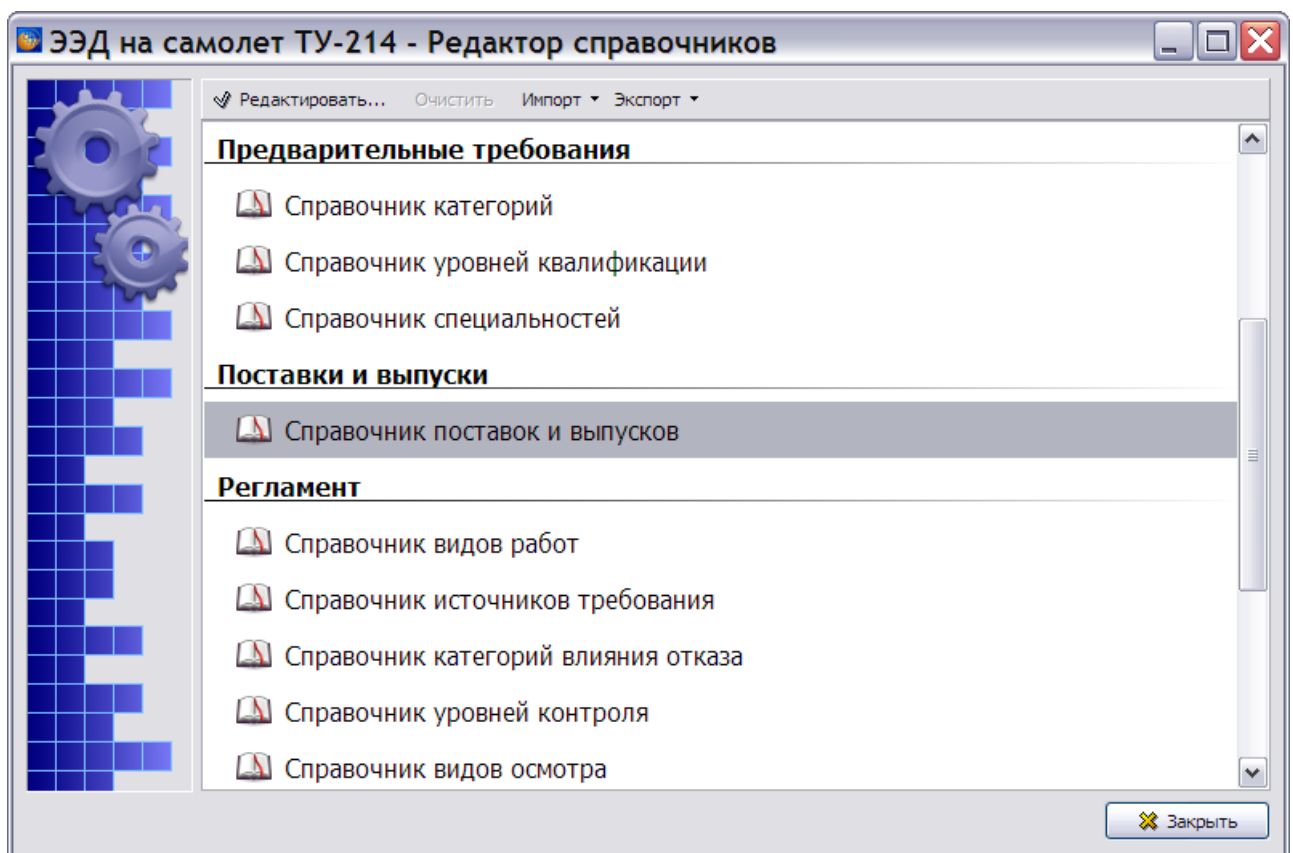 ЭЭД на самолет ТУ-214 - Редактор справочников
Редактировать... Очистить Импорт Экспорт
Предварительные требования
Справочник категорий
Справочник уровней квалификации
Справочник специальностей
Поставки и выпуски
Справочник поставок и выпусков
Регламент
Справочник видов работ
Справочник источников требования
Справочник категорий влияния отказа
Справочник уровней контроля
Справочник видов осмотра
Закрыть